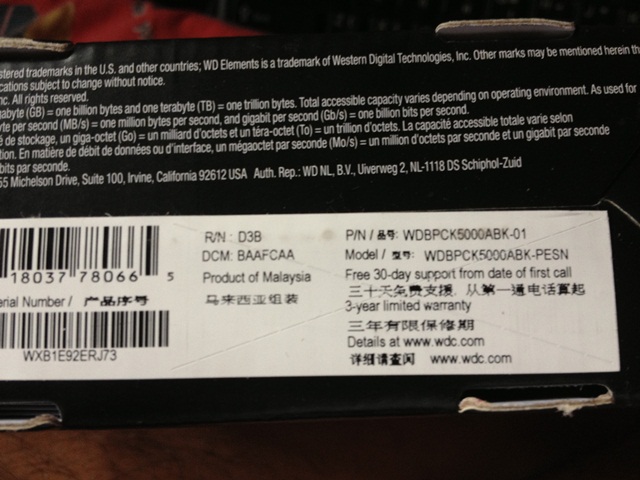 stered trademarks in the U.S. and other countries; WD Elements is a trademark of Western Digital Technologies, Inc. Other marks may be mentioned herein th
cations subject to change without notice.
nc. All rights reserved.
abyte (GB) = one billion bytes and one terabyte (TB) = one trillion bytes. Total accessible capacity varies depending on operating environment. As used for
yte per second (MB/s) = one million bytes per second, and gigabit per second (Gb/s) = one billion bits per second.
é de stockage, un giga-octet (Go) = un milliard d'octets et un téra-octet (To) = un trillion d'octets. La capacité accessible totale varie selon
tion. En matière de débit de données ou d'interface, un mégaoctet par seconde (Mo/s) = un million d'octets par seconde et un gigabit par seconde
bits par seconde.
55 Michelson Drive, Suite 100, Irvine, California 92612 USA Auth. Rep.: WD NL, B.V., Uiverweg 2, NL-1118 DS Schiphol-Zuid
18037 78066 5
erial Number / 产品序号
WXB1E92ERJ73
R/N : D3B
DCM: BAAFCAA
Product of Malaysia
马来西亚组装
P/N / 品号: WDBPCK5000ABK-01
Model / 型号: WDBPCK5000ABK-PESN
Free 30-day support from date of first call
三十天免费支援, 从第一通电话算起
3-year limited warranty
三年有限保修期
Details at www.wdc.com
详细请查阅 www.wdc.com